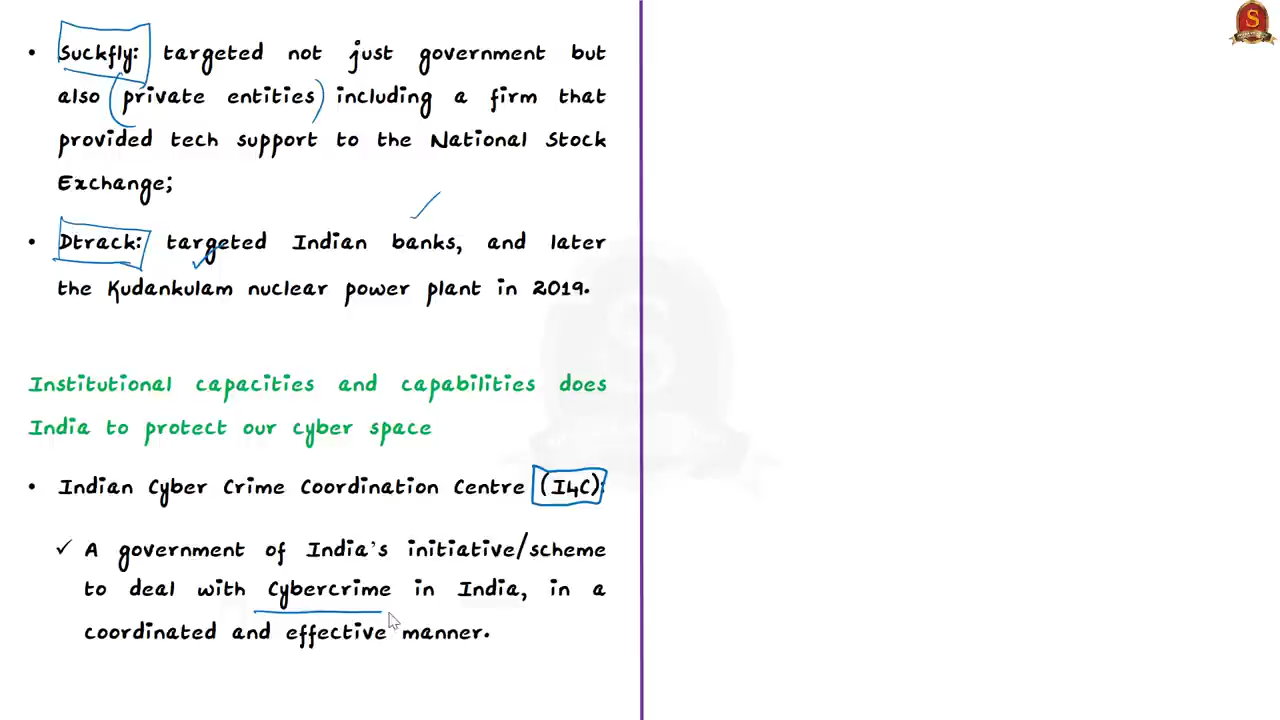 • Suckfly: targeted not just government but
also (private entities) including a firm that
provided tech support to the National Stock
Exchange;
• Dtrack: targeted Indian banks, and later
the Kudankulam nuclear power plant in 2019.
Institutional capacities and capabilities does
India to protect our cyber space
• Indian Cyber Crime Coordination Centre (I4C):
✓ A government of India's initiative/scheme
to deal with Cybercrime in India, in a
coordinated and effective manner.
S